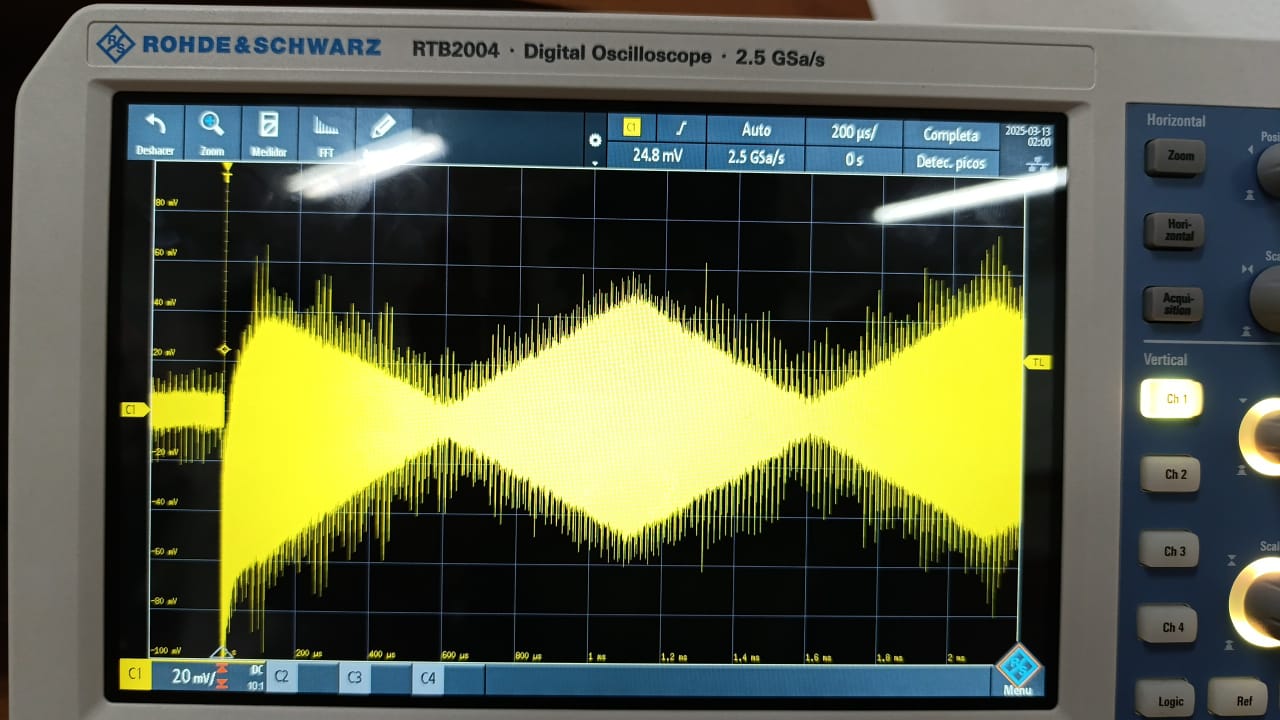 ROHDE&SCHWARZ RTB2004 · Digital Oscilloscope · 2.5 GSa/s
Deshacer Zoom Medidor FFT
C1 Auto 200 µs/ Completa 2025-03-13
24.8 mV 2.5 GSa/s 0 s Detec. picos 02:00
T
80 mV
60 mV
40 mV
20 mV
C1
TL
-20 mV
-40 mV
-60 mV
-80 mV
-100 mV
200 µs 400 µs 600 µs 800 µs 1 ms 1.2 ms 1.4 ms 1.6 ms 1.8 ms 2 ms
C1 20 mV/ DC 10:1 C2 C3 C4
Menu
Horizontal
Zoom
Hori-
zontal
Acqui-
sition
Vertical
Ch 1
Ch 2
Ch 3
Ch 4
Logic Ref